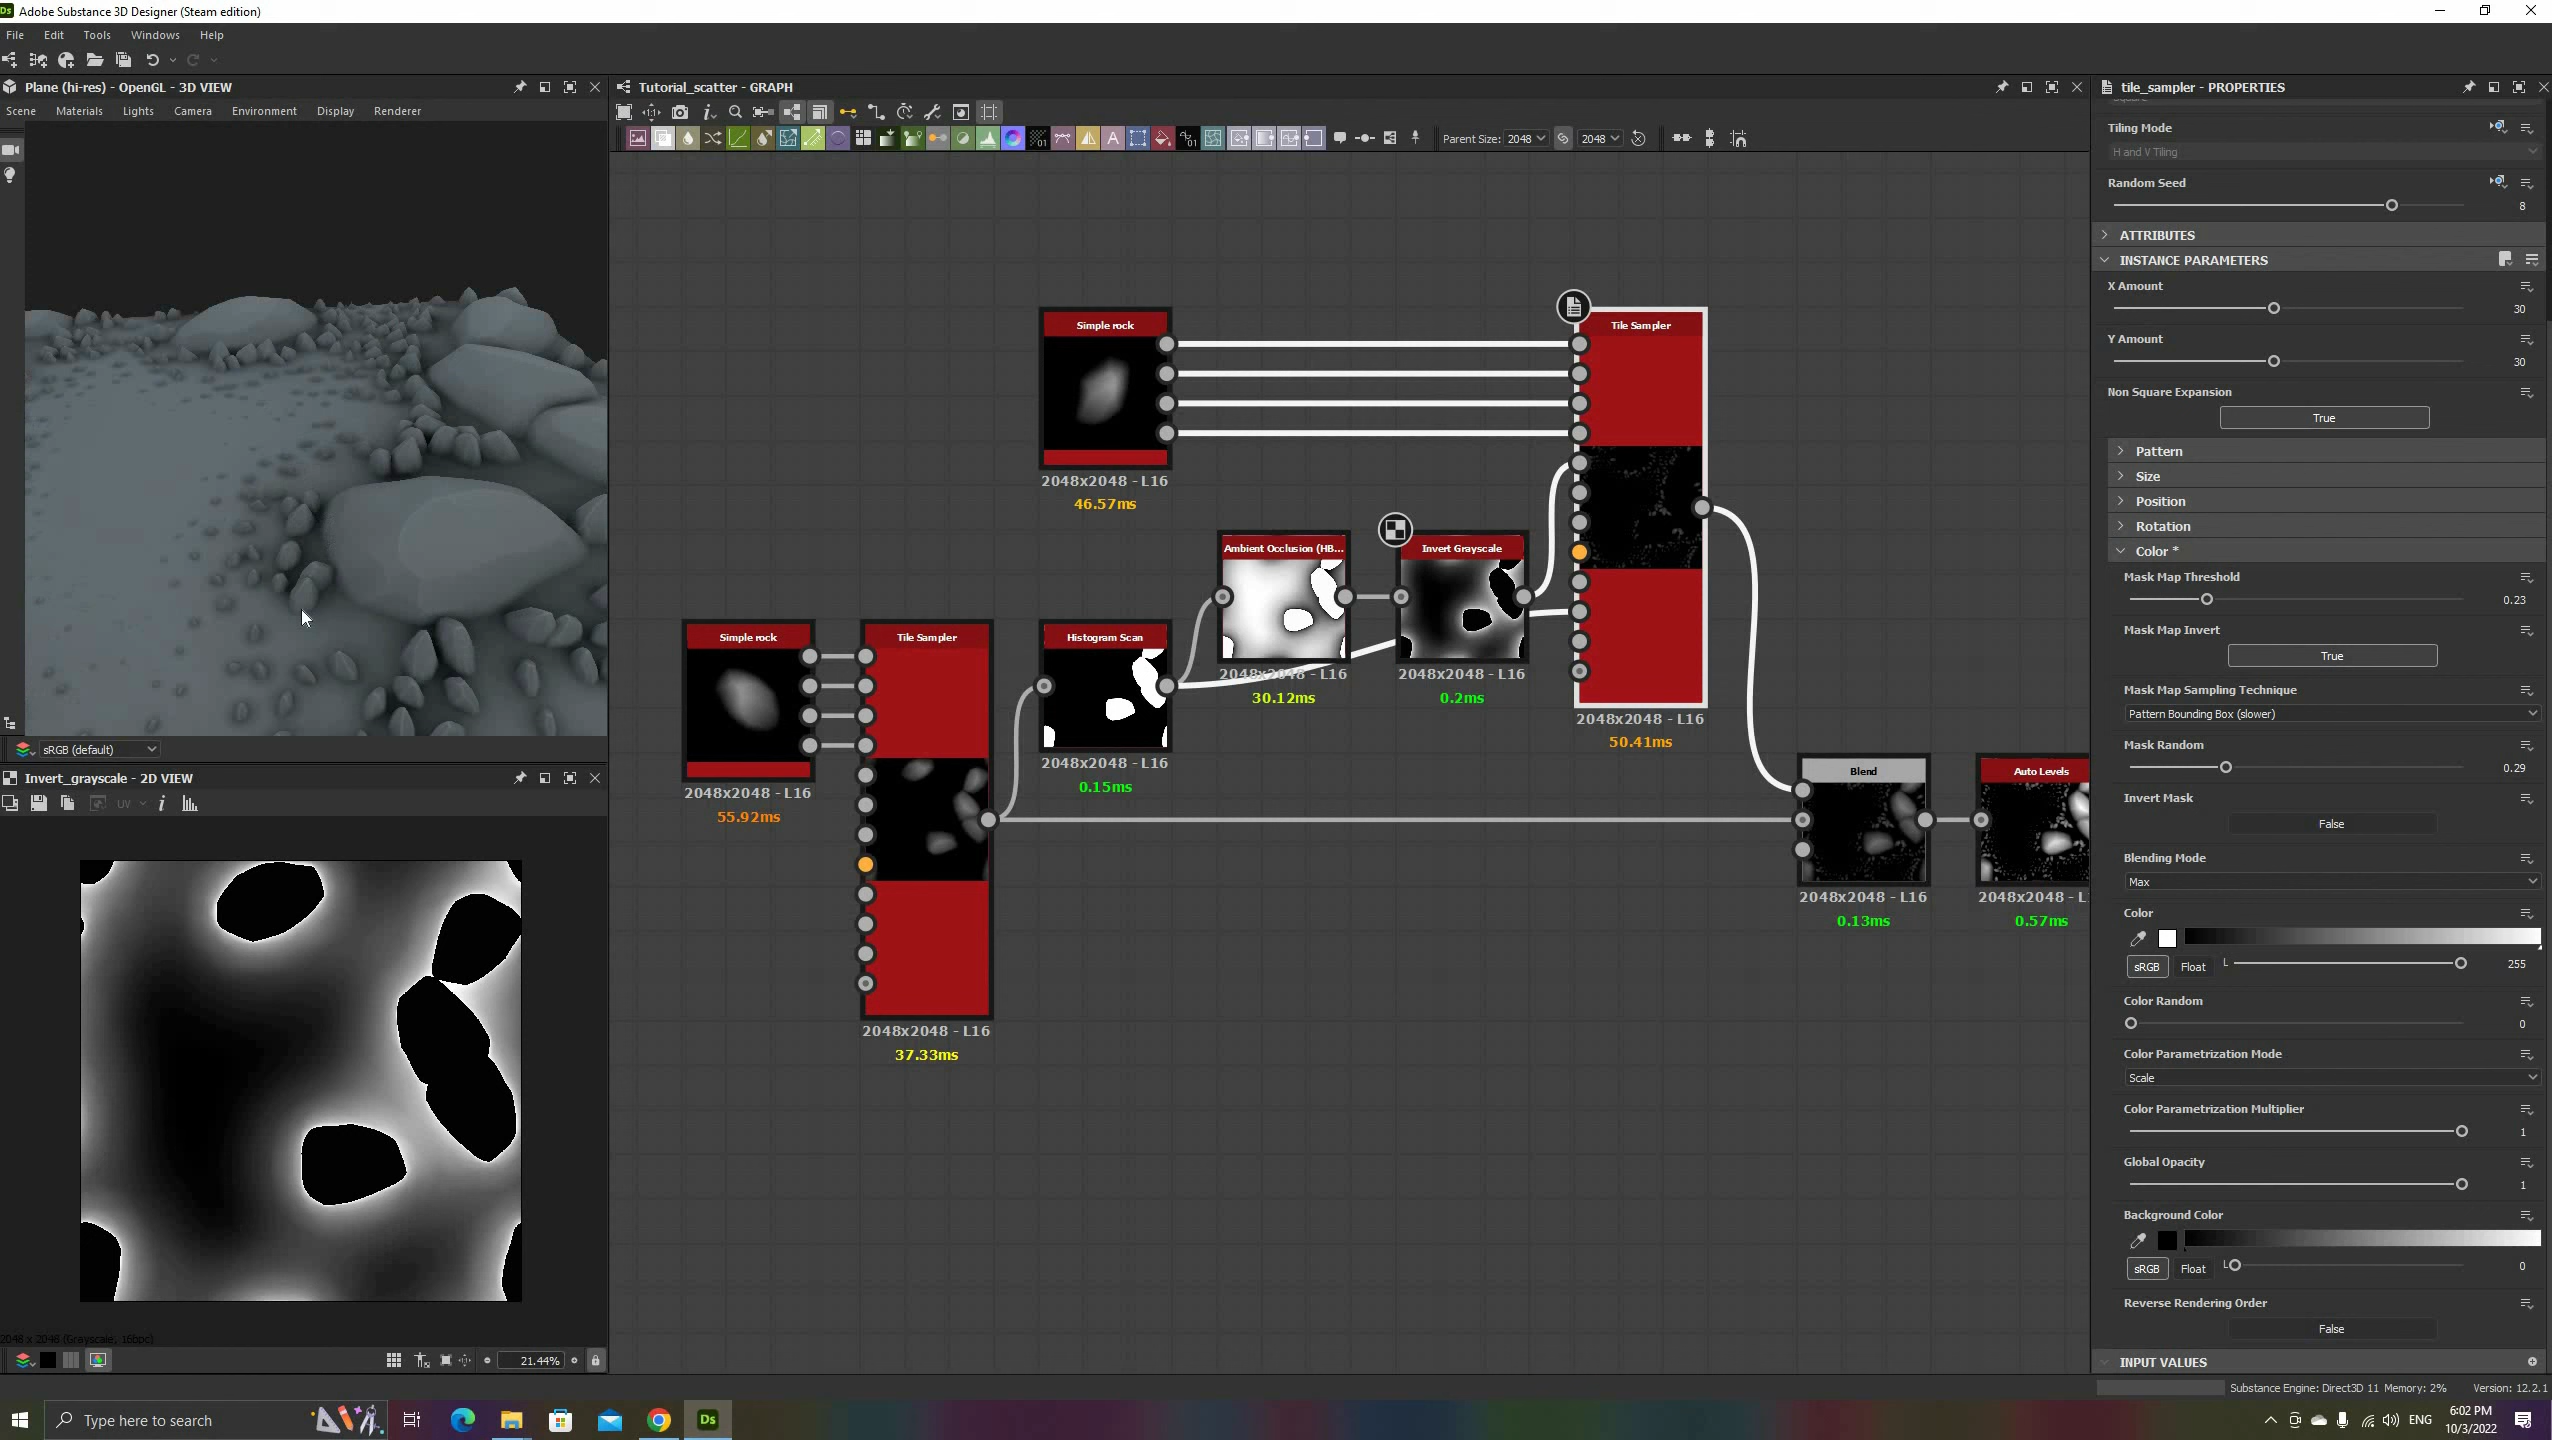 Adobe Substance 3D Designer (Steam edition)
File Edit Tools Windows Help
Plane (hi-res) - OpenGL - 3D VIEW
Scene Materials Lights Camera Environment Display Renderer
sRGB (default)
Invert_grayscale - 2D VIEW
UV
2048 x 2048 (Grayscale, 16bpc)
21.44%
Tutorial_scatter - GRAPH
Parent Size: 2048 2048
Simple rock
2048x2048 - L16
46.57ms
Tile Sampler
2048x2048 - L16
50.41ms
Ambient Occlusion (HB...
2048x2048 - L16
30.12ms
Invert Grayscale
2048x2048 - L16
0.2ms
Simple rock
2048x2048 - L16
55.92ms
Tile Sampler
2048x2048 - L16
37.33ms
Histogram Scan
2048x2048 - L16
0.15ms
Blend
2048x2048 - L16
0.13ms
Auto Levels
2048x2048 - L
0.57ms
tile_sampler - PROPERTIES
Tiling Mode
H and V Tiling
Random Seed
8
ATTRIBUTES
INSTANCE PARAMETERS
X Amount
30
Y Amount
30
Non Square Expansion
True
Pattern
Size
Position
Rotation
Color *
Mask Map Threshold
0.23
Mask Map Invert
True
Mask Map Sampling Technique
Pattern Bounding Box (slower)
Mask Random
0.29
Invert Mask
False
Blending Mode
Max
Color
sRGB Float L 255
Color Random
0
Color Parametrization Mode
Scale
Color Parametrization Multiplier
1
Global Opacity
1
Background Color
sRGB Float L 0
Reverse Rendering Order
False
INPUT VALUES
Substance Engine: Direct3D 11 Memory: 2% Version: 12.2.1
Type here to search
Ds
ENG
6:02 PM
10/3/2022